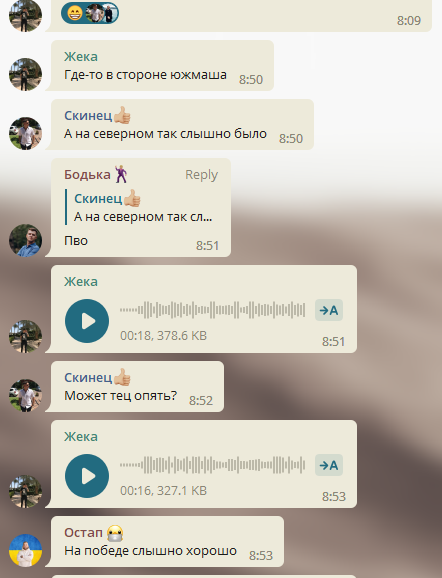 8:09
Жека
Где-то в стороне южмаша 8:50
Скинец👍🏼
А на северном так слышно было 8:50
Бодька🕺🏼 Reply
Скинец👍🏼
А на северном так сл...
Пво 8:51
Жека
→A
00:18, 378.6 KB 8:51
Скинец👍🏼
Может тец опять? 8:52
Жека
→A
00:16, 327.1 KB 8:53
Остап😷
На победе слышно хорошо 8:53